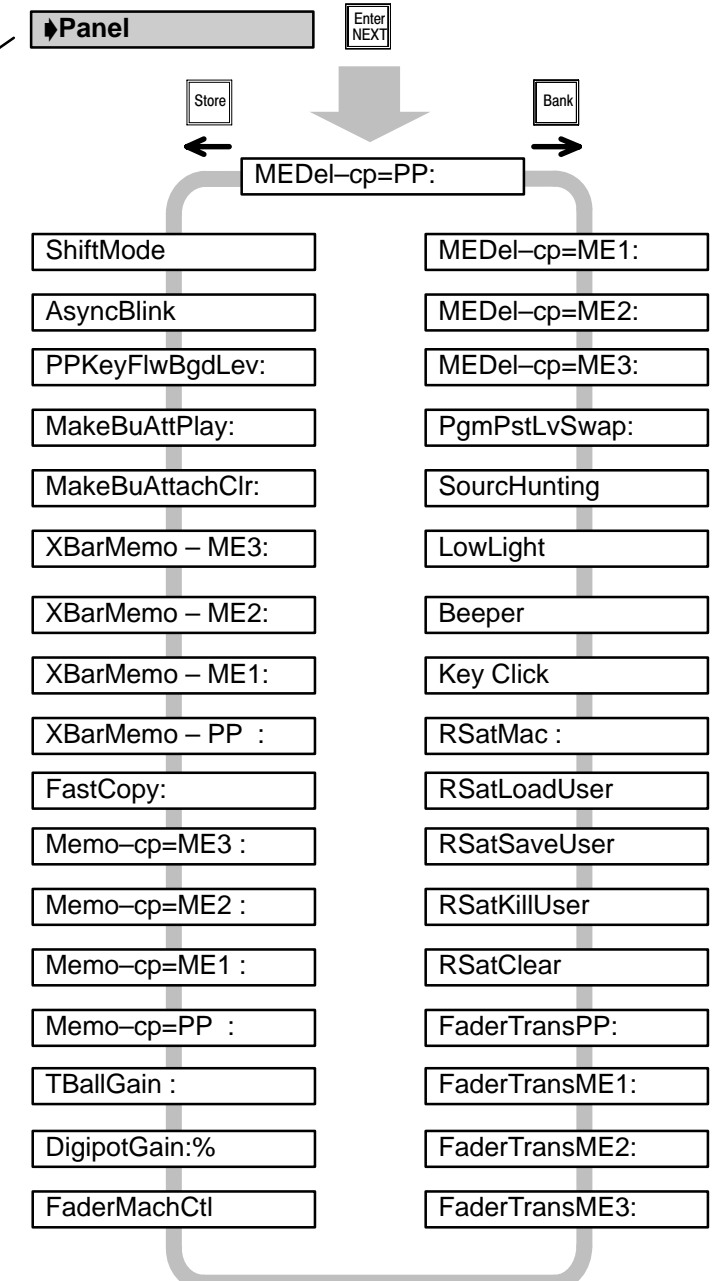 ➧Panel
Enter
NEXT
Store
Bank
MEDel–cp=PP:
ShiftMode
AsyncBlink
PPKeyFlwBgdLev:
MakeBuAttPlay:
MakeBuAttachClr:
XBarMemo – ME3:
XBarMemo – ME2:
XBarMemo – ME1:
XBarMemo – PP :
FastCopy:
Memo–cp=ME3 :
Memo–cp=ME2 :
Memo–cp=ME1 :
Memo–cp=PP :
TBallGain :
DigipotGain:%
FaderMachCtl
MEDel–cp=ME1:
MEDel–cp=ME2:
MEDel–cp=ME3:
PgmPstLvSwap:
SourcHunting
LowLight
Beeper
Key Click
RSatMac :
RSatLoadUser
RSatSaveUser
RSatKillUser
RSatClear
FaderTransPP:
FaderTransME1:
FaderTransME2:
FaderTransME3: